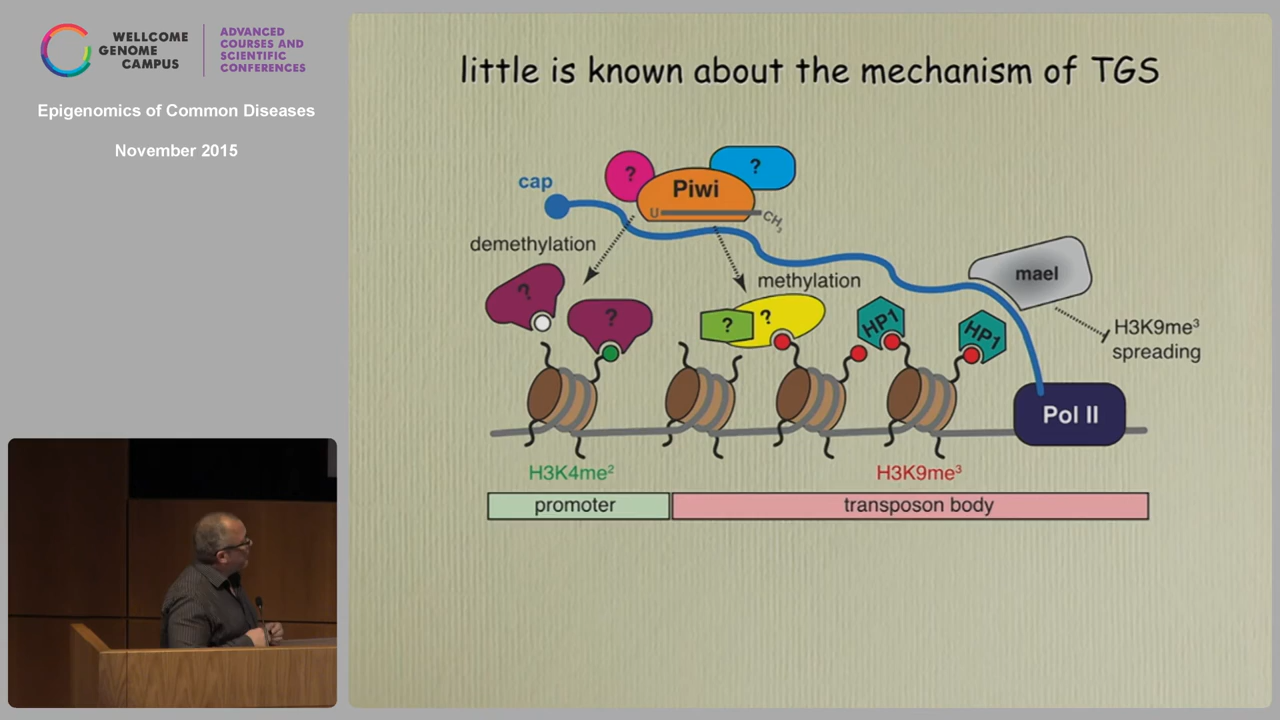 WELLCOME
GENOME
CAMPUS
ADVANCED
COURSES AND
SCIENTIFIC
CONFERENCES
Epigenomics of Common Diseases
November 2015
little is known about the mechanism of TGS
cap
?
Piwi
?
U
CH₃
demethylation
methylation
mael
?
?
?
?
HP1
HP1
H3K9me³
spreading
Pol II
H3K4me²
H3K9me³
promoter
transposon body